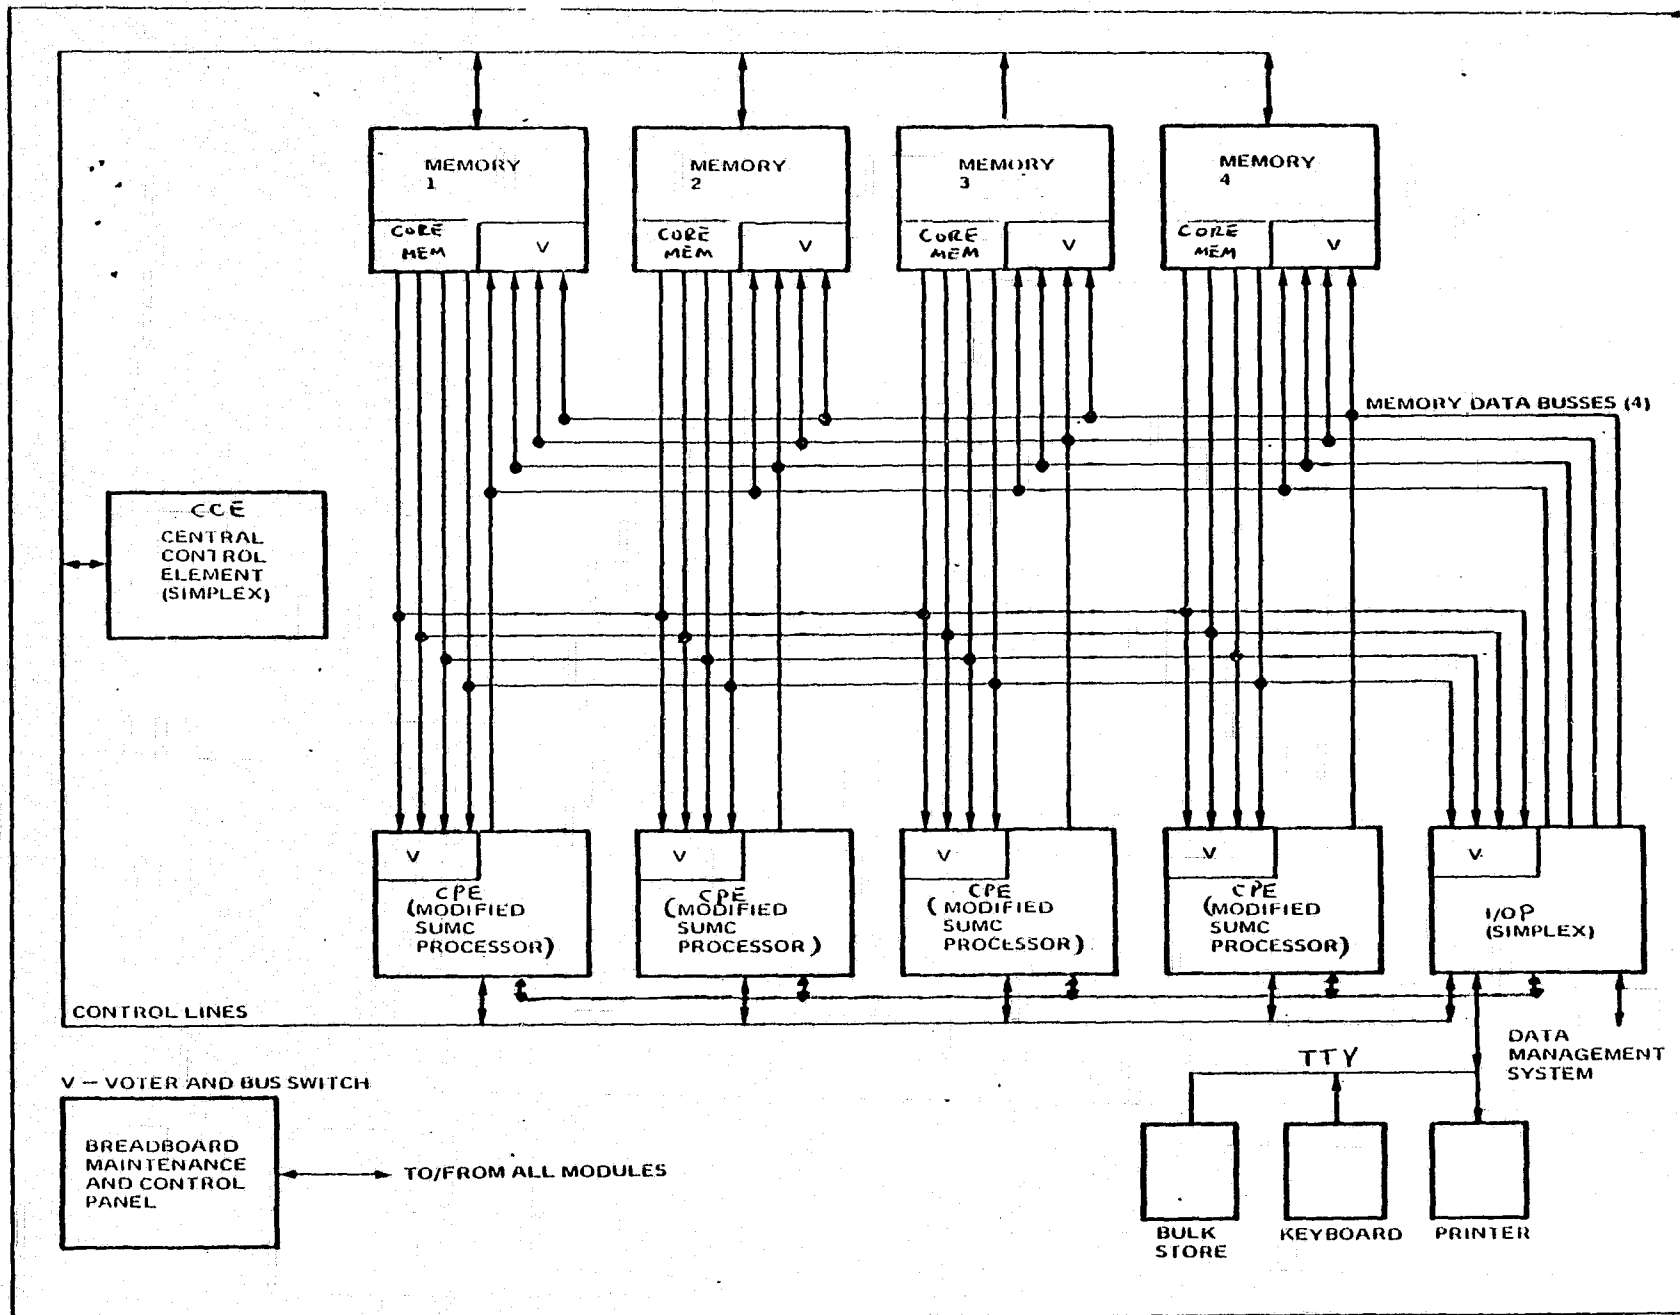 MEMORY
1
CORE
MEM
V
MEMORY
2
CORE
MEM
V
MEMORY
3
CORE
MEM
V
MEMORY
4
CORE
MEM
V
MEMORY DATA BUSSES (4)
CCE
CENTRAL
CONTROL
ELEMENT
(SIMPLEX)
V
CPE
(MODIFIED
SUMC
PROCESSOR)
V
CPE
(MODIFIED
SUMC
PROCESSOR)
V
CPE
(MODIFIED
SUMC
PROCESSOR)
V
CPE
(MODIFIED
SUMC
PROCESSOR)
V
I/OP
(SIMPLEX)
CONTROL LINES
DATA
MANAGEMENT
SYSTEM
TTY
V – VOTER AND BUS SWITCH
BREADBOARD
MAINTENANCE
AND CONTROL
PANEL
TO/FROM ALL MODULES
BULK
STORE
KEYBOARD
PRINTER